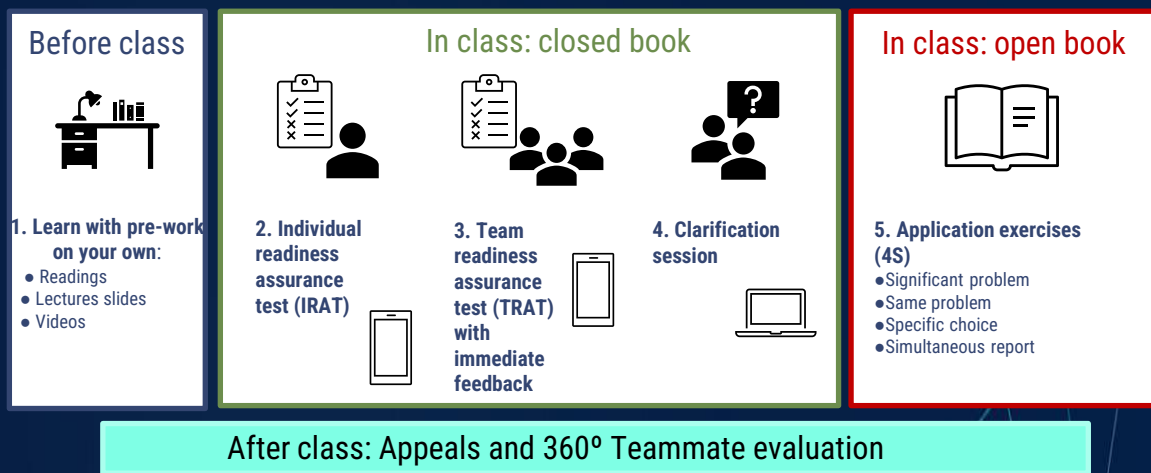 Before class
1. Learn with pre-work
on your own:
● Readings
● Lectures slides
● Videos
In class: closed book
?
2. Individual
readiness
assurance
test (IRAT)
3. Team
readiness
assurance
test (TRAT)
with
immediate
feedback
4. Clarification
session
In class: open book
5. Application exercises
(4S)
●Significant problem
●Same problem
●Specific choice
●Simultaneous report
After class: Appeals and 360º Teammate evaluation